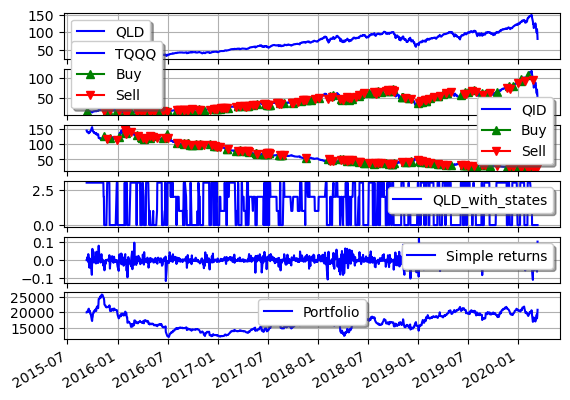 150
100
50
QLD
100
50
TQQQ
Buy
Sell
150
100
50
QID
Buy
Sell
2.5
0.0
QLD_with_states
0.1
0.0
−0.1
Simple returns
25000
20000
15000
Portfolio
2015-07
2016-01
2016-07
2017-01
2017-07
2018-01
2018-07
2019-01
2019-07
2020-01